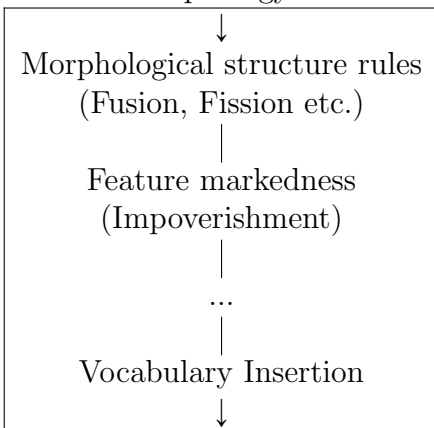 Morphological structure rules
(Fusion, Fission etc.)
Feature markedness
(Impoverishment)
...
Vocabulary Insertion